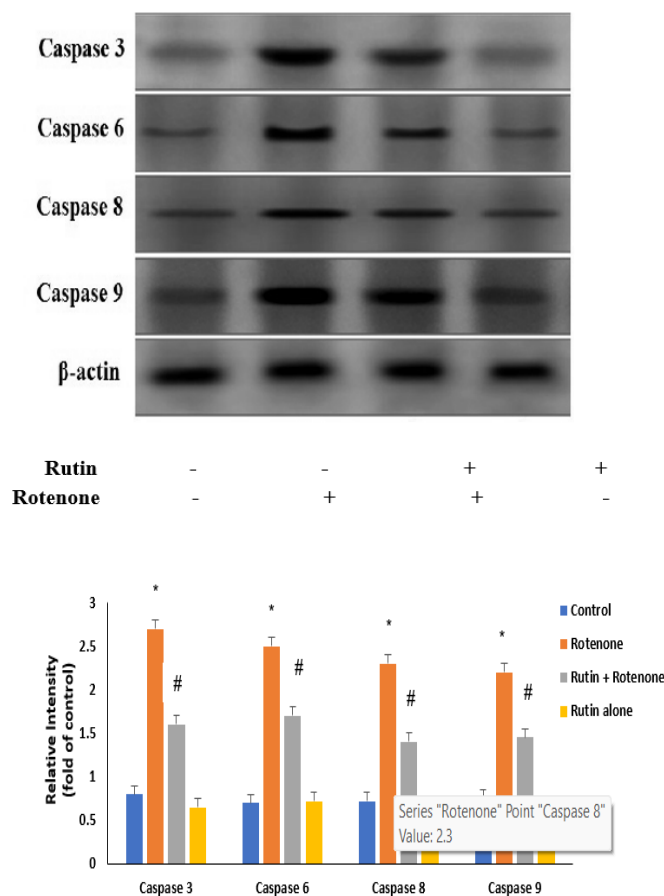 Caspase 3
Caspase 6
Caspase 8
Caspase 9
β-actin
Rutin - - + +
Rotenone - + + -
Relative Intensity
(fold of control)
3
2.5
2
1.5
1
0.5
0
* # * # * # * #
Control
Rotenone
Rutin + Rotenone
Rutin alone
Series "Rotenone" Point "Caspase 8"
Value: 2.3
Caspase 3 Caspase 6 Caspase 8 Caspase 9